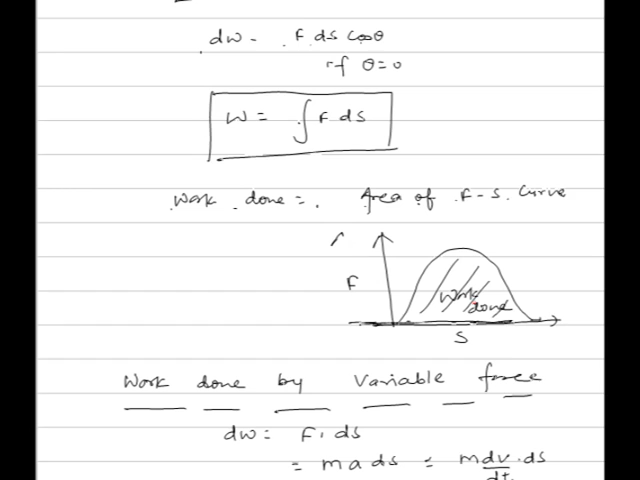 dw = F ds cosθ
if θ=0
W = ∫ F ds
Work done = Area of F-S. Curve
F
Work
done
S
Work done by Variable force
dw = F. ds
= m a ds = m dv/dt . ds